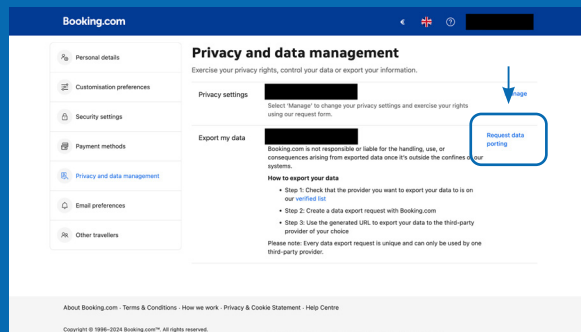 Booking.com
€
Personal details
Customisation preferences
Security settings
Payment methods
Privacy and data management
Email preferences
Other travellers
Privacy and data management
Exercise your privacy rights, control your data or export your information.
Privacy settings
Select 'Manage' to change your privacy settings and exercise your rights
using our request form.
Export my data
Request data
porting
Booking.com is not responsible or liable for the handling, use, or
consequences arising from exported data once it's outside the confines of our
systems.
How to export your data
• Step 1: Check that the provider you want to export your data to is on
our verified list
• Step 2: Create a data export request with Booking.com
• Step 3: Use the generated URL to export your data to the third-party
provider of your choice
Please note: Every data export request is unique and can only be used by one
third-party provider.
About Booking.com · Terms & Conditions · How we work · Privacy & Cookie Statement · Help Centre
Copyright © 1996–2024 Booking.com™. All rights reserved.